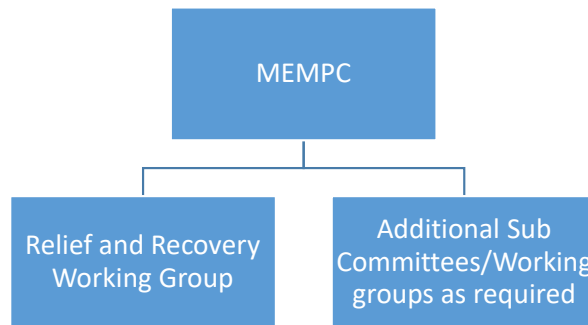 MEMPC
Relief and Recovery
Working Group
Additional Sub
Committees/Working
groups as required